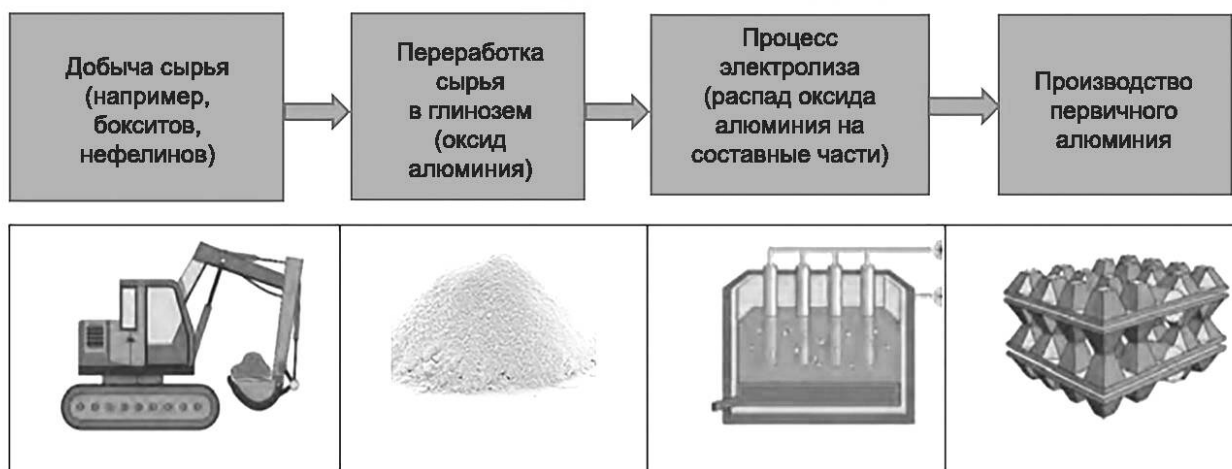 Добыча сырья
(например,
бокситов,
нефелинов)
Переработка
сырья
в глинозем
(оксид
алюминия)
Процесс
электролиза
(распад оксида
алюминия на
составные части)
Производство
первичного
алюминия